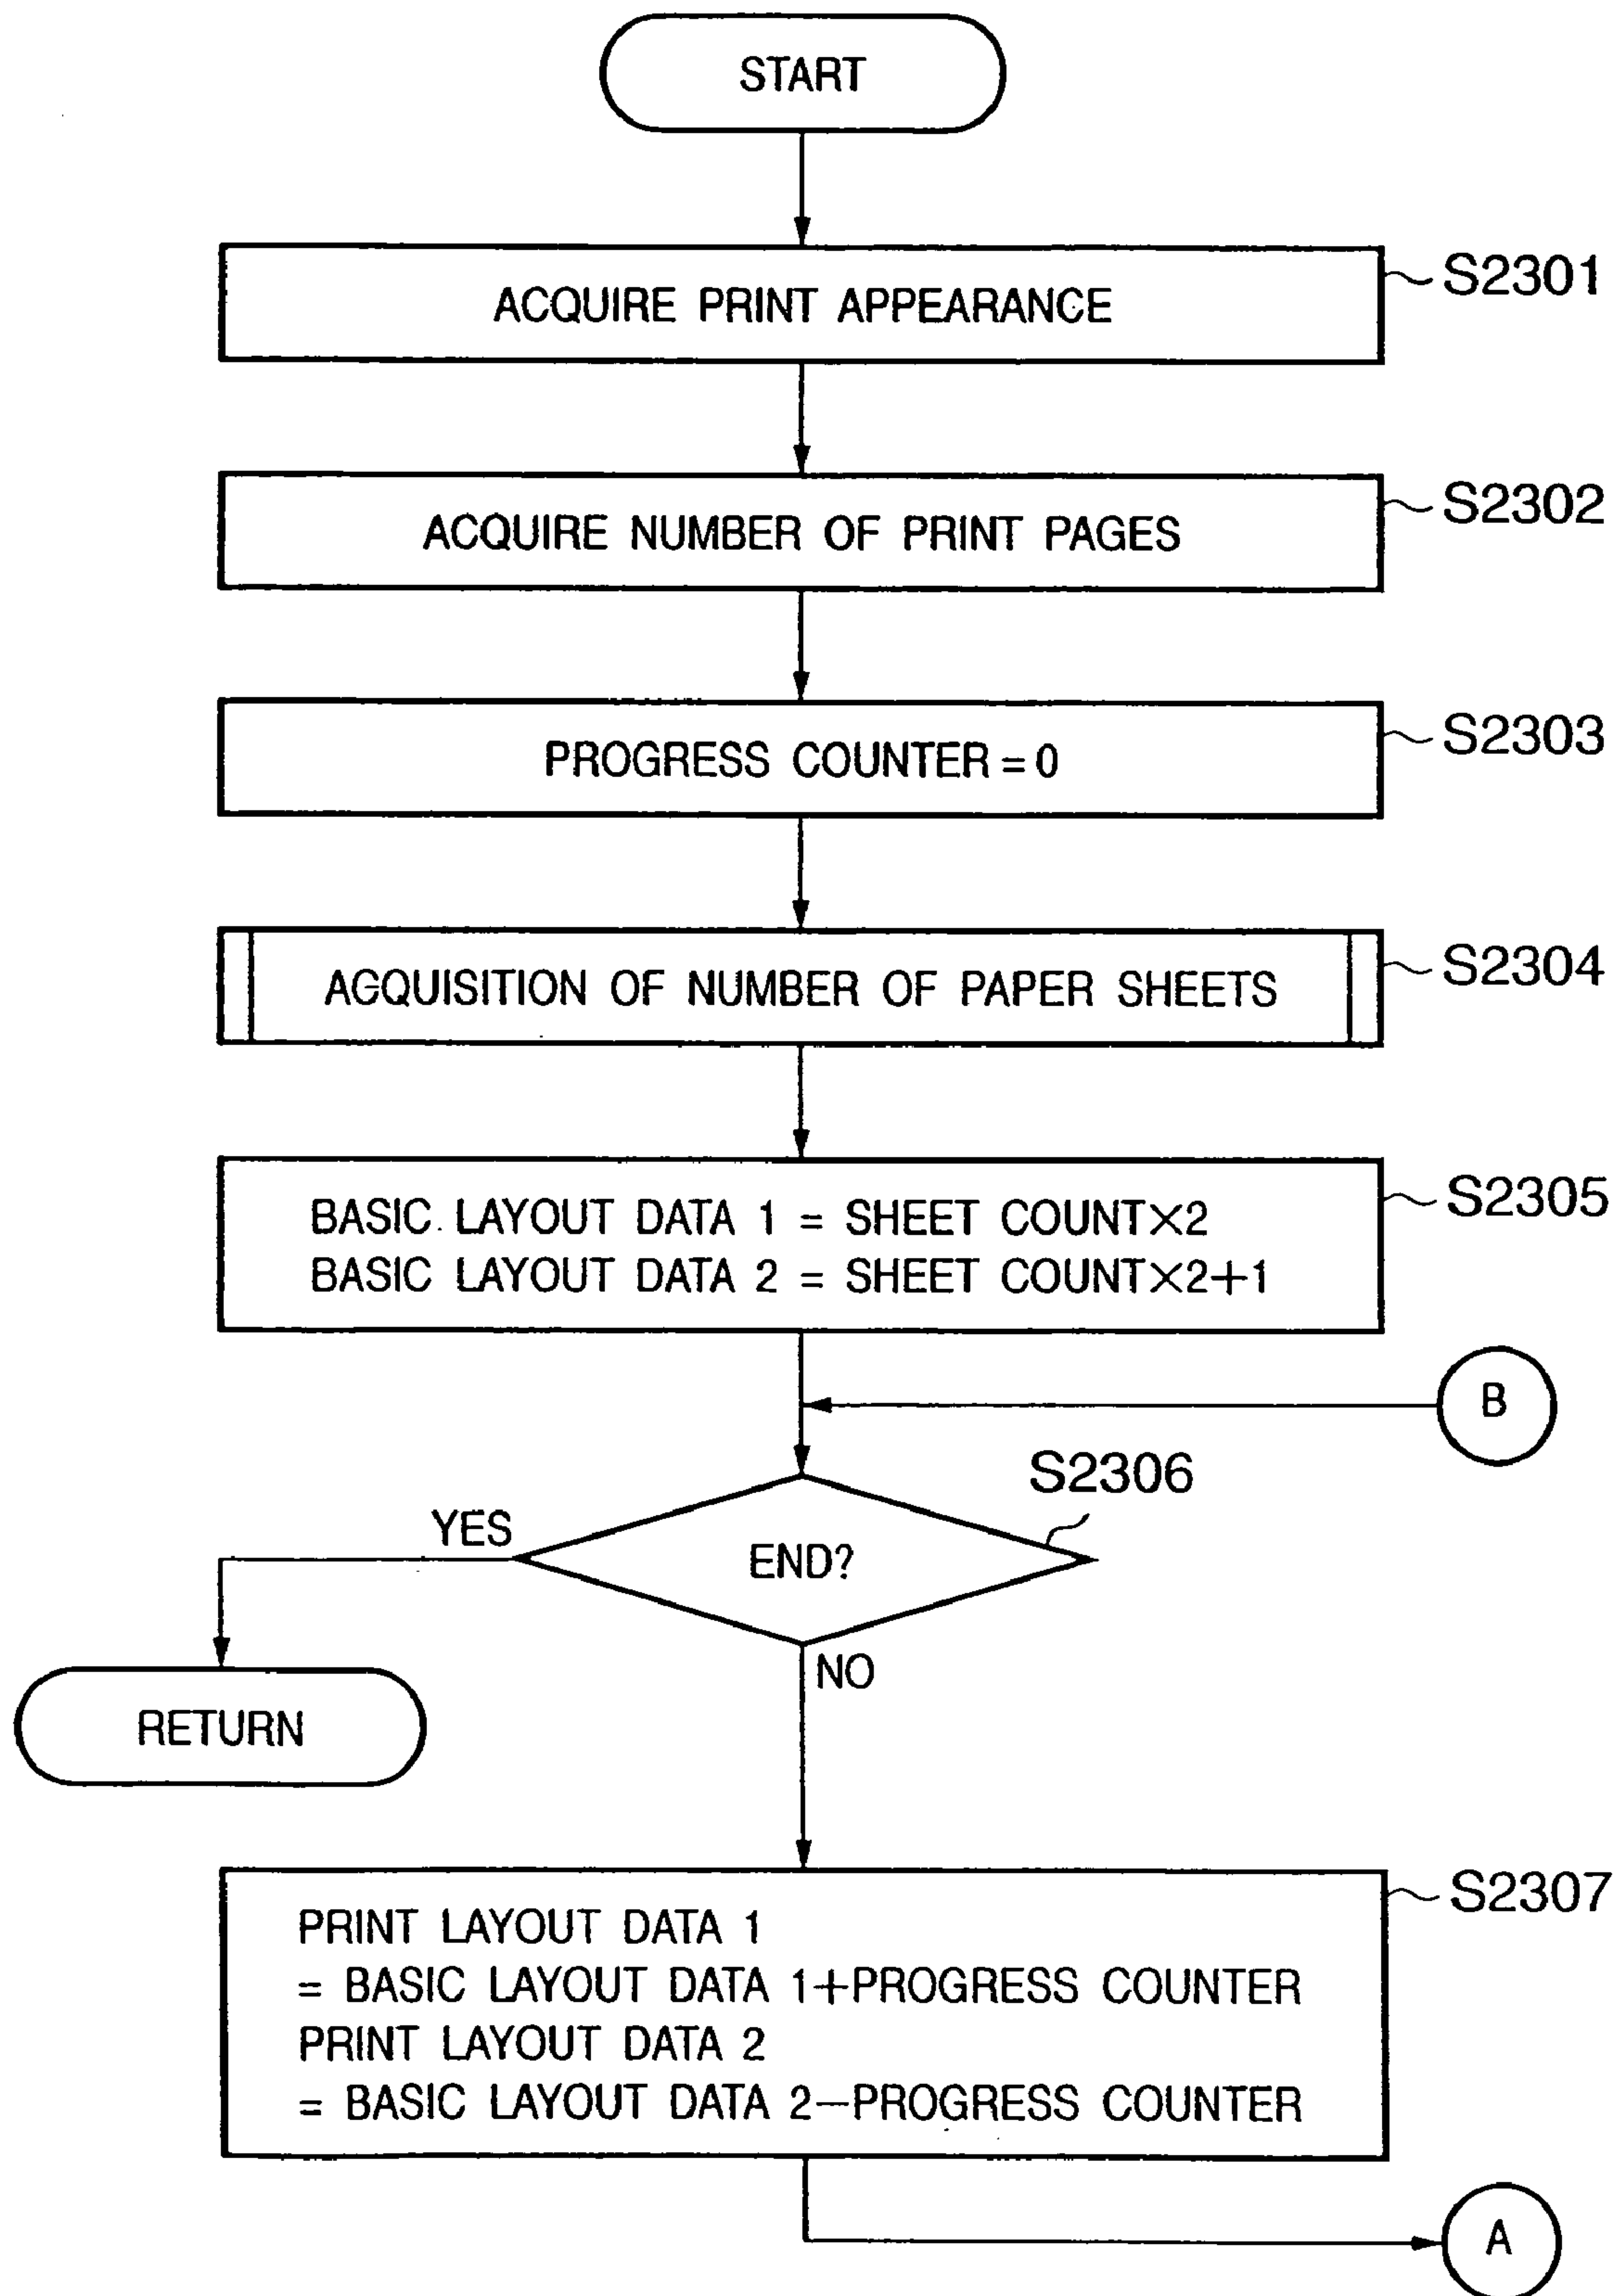 START
ACQUIRE PRINT APPEARANCE
S2301
ACQUIRE NUMBER OF PRINT PAGES
S2302
PROGRESS COUNTER = 0
S2303
ACQUISITION OF NUMBER OF PAPER SHEETS
S2304
BASIC LAYOUT DATA 1 = SHEET COUNT×2
BASIC LAYOUT DATA 2 = SHEET COUNT×2+1
S2305
B
S2306
YES
END?
NO
RETURN
S2307
PRINT LAYOUT DATA 1
= BASIC LAYOUT DATA 1+PROGRESS COUNTER
PRINT LAYOUT DATA 2
= BASIC LAYOUT DATA 2−PROGRESS COUNTER
A